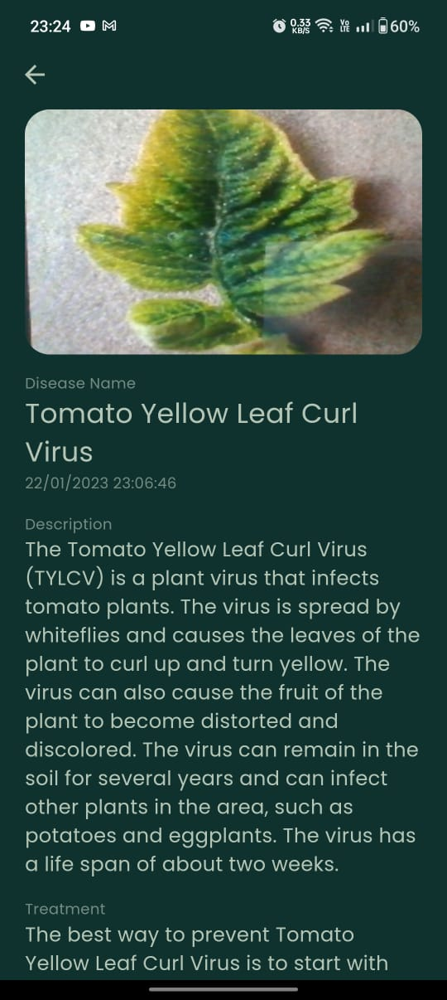 23:24
0.33
KB/S
Vo
LTE
60%
Disease Name
Tomato Yellow Leaf Curl
Virus
22/01/2023 23:06:46
Description
The Tomato Yellow Leaf Curl Virus
(TYLCV) is a plant virus that infects
tomato plants. The virus is spread by
whiteflies and causes the leaves of the
plant to curl up and turn yellow. The
virus can also cause the fruit of the
plant to become distorted and
discolored. The virus can remain in the
soil for several years and can infect
other plants in the area, such as
potatoes and eggplants. The virus has
a life span of about two weeks.
Treatment
The best way to prevent Tomato
Yellow Leaf Curl Virus is to start with